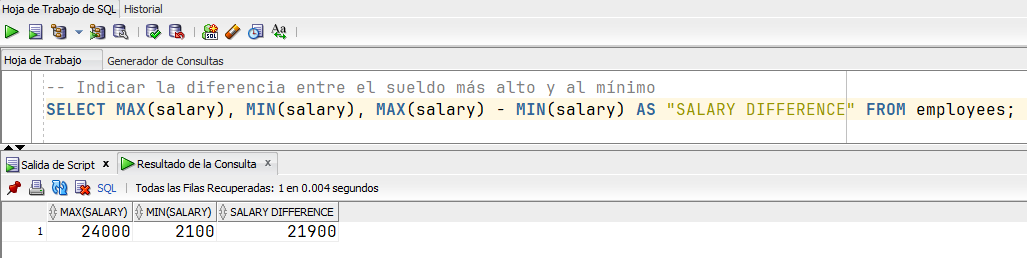 Hoja de Trabajo de SQL Historial
SQL Aa
Hoja de Trabajo Generador de Consultas
-- Indicar la diferencia entre el sueldo más alto y al mínimo
SELECT MAX(salary), MIN(salary), MAX(salary) - MIN(salary) AS "SALARY DIFFERENCE" FROM employees;
Salida de Script x Resultado de la Consulta x
SQL Todas las Filas Recuperadas: 1 en 0.004 segundos
MAX(SALARY) MIN(SALARY) SALARY DIFFERENCE
1 24000 2100 21900